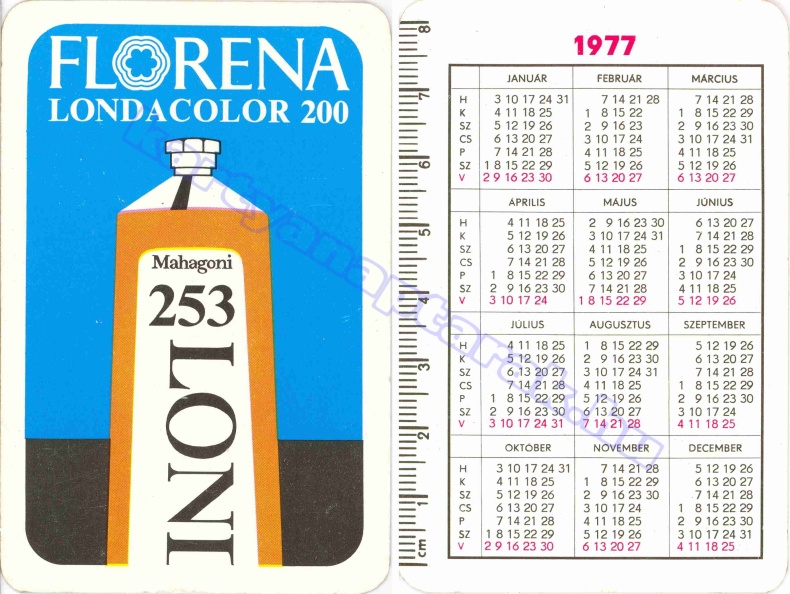 FLORENA
LONDACOLOR 200
Mahagoni
253
LON
kartyanaptarak.hu
8
7
6
5
4
3
2
1
cm
1977
JANUÁR FEBRUÁR MÁRCIUS
H 3 10 17 24 31 7 14 21 28 7 14 21 28
K 4 11 18 25 1 8 15 22 1 8 15 22 29
SZ 5 12 19 26 2 9 16 23 2 9 16 23 30
CS 6 13 20 27 3 10 17 24 3 10 17 24 31
P 7 14 21 28 4 11 18 25 4 11 18 25
SZ 1 8 15 22 29 5 12 19 26 5 12 19 26
V 2 9 16 23 30 6 13 20 27 6 13 20 27
ÁPRILIS MÁJUS JÚNIUS
H 4 11 18 25 2 9 16 23 30 6 13 20 27
K 5 12 19 26 3 10 17 24 31 7 14 21 28
SZ 6 13 20 27 4 11 18 25 1 8 15 22 29
CS 7 14 21 28 5 12 19 26 2 9 16 23 30
P 1 8 15 22 29 6 13 20 27 3 10 17 24
SZ 2 9 16 23 30 7 14 21 28 4 11 18 25
V 3 10 17 24 1 8 15 22 29 5 12 19 26
JÚLIUS AUGUSZTUS SZEPTEMBER
H 4 11 18 25 1 8 15 22 29 5 12 19 26
K 5 12 19 26 2 9 16 23 30 6 13 20 27
SZ 6 13 20 27 3 10 17 24 31 7 14 21 28
CS 7 14 21 28 4 11 18 25 1 8 15 22 29
P 1 8 15 22 29 5 12 19 26 2 9 16 23 30
SZ 2 9 16 23 30 6 13 20 27 3 10 17 24
V 3 10 17 24 31 7 14 21 28 4 11 18 25
OKTÓBER NOVEMBER DECEMBER
H 3 10 17 24 31 7 14 21 28 5 12 19 26
K 4 11 18 25 1 8 15 22 29 6 13 20 27
SZ 5 12 19 26 2 9 16 23 30 7 14 21 28
CS 6 13 20 27 3 10 17 24 1 8 15 22 29
P 7 14 21 28 4 11 18 25 2 9 16 23 30
SZ 1 8 15 22 29 5 12 19 26 3 10 17 24 31
V 2 9 16 23 30 6 13 20 27 4 11 18 25